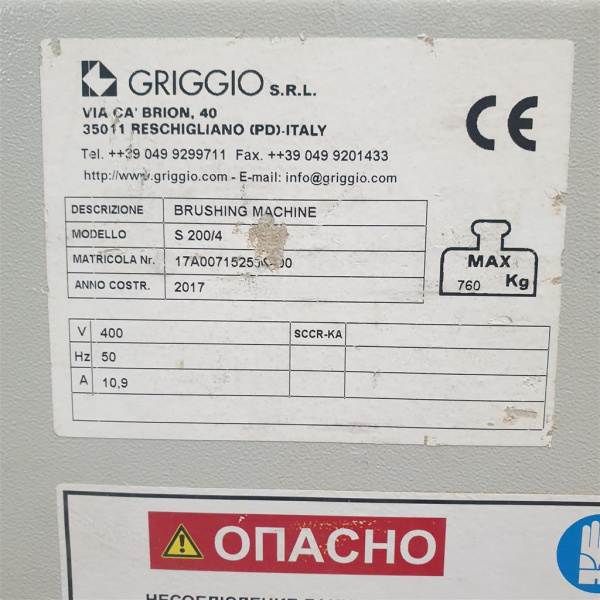 GRIGGIO S.R.L.
VIA CA' BRION, 40
35011 RESCHIGLIANO (PD)-ITALY
Tel. ++39 049 9299711 Fax. ++39 049 9201433
http://www.griggio.com - E-mail: info@griggio.com
CE
DESCRIZIONE BRUSHING MACHINE
MODELLO S 200/4
MATRICOLA Nr.
ANNO COSTR. 2017
MAX
760 Kg
V 400 SCCR-KA
Hz 50
A 10,9
ОПАСНО